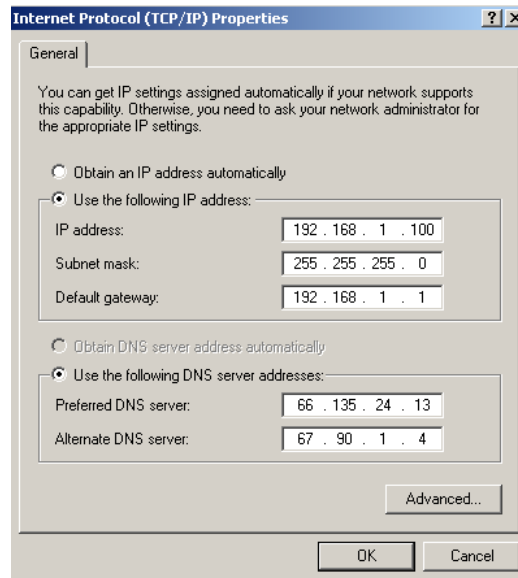 Internet Protocol (TCP/IP) Properties
General
You can get IP settings assigned automatically if your network supports
this capability. Otherwise, you need to ask your network administrator for
the appropriate IP settings.
Obtain an IP address automatically
Use the following IP address:
IP address: 192 . 168 . 1 . 100
Subnet mask: 255 . 255 . 255 . 0
Default gateway: 192 . 168 . 1 . 1
Obtain DNS server address automatically
Use the following DNS server addresses:
Preferred DNS server: 66 . 135 . 24 . 13
Alternate DNS server: 67 . 90 . 1 . 4
Advanced...
OK Cancel